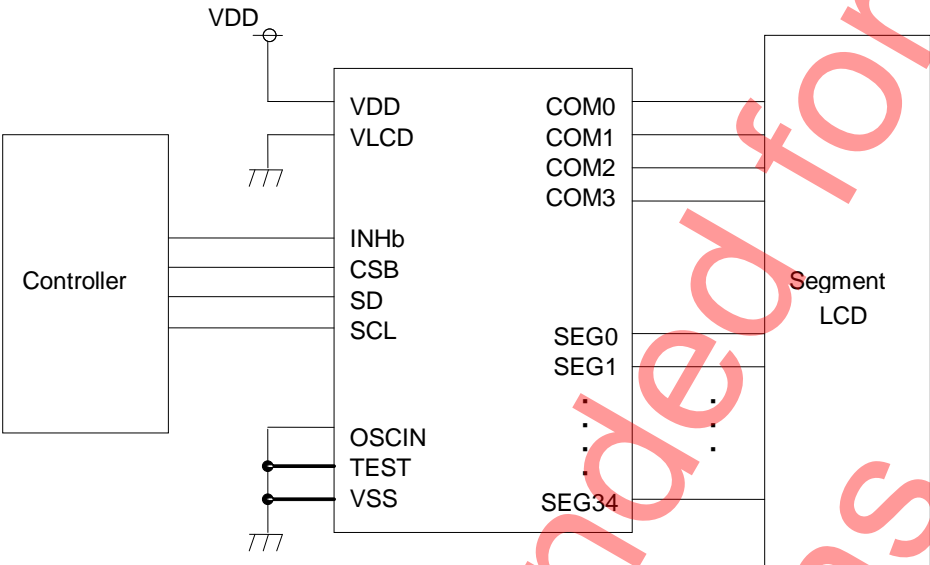 VDD
VDD
VLCD
INHb
CSB
SD
SCL
OSCIN
TEST
VSS
COM0
COM1
COM2
COM3
SEG0
SEG1
SEG34
Controller
Segment
LCD